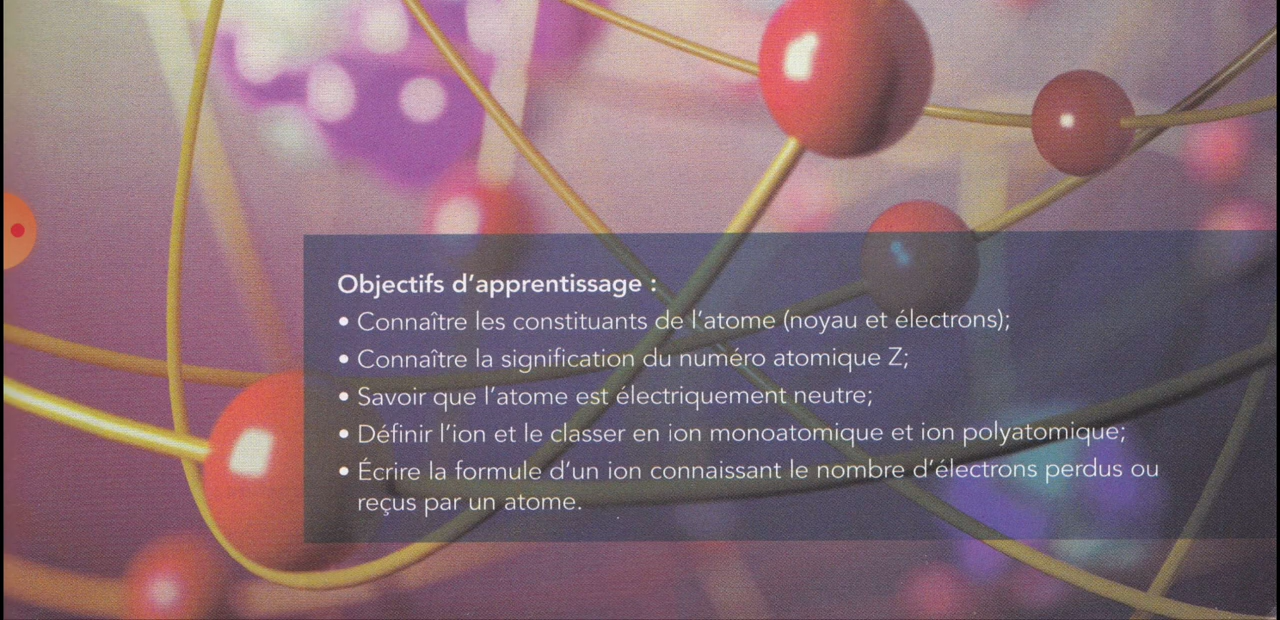 Objectifs d'apprentissage :
• Connaître les constituants de l'atome (noyau et électrons);
• Connaître la signification du numéro atomique Z;
• Savoir que l'atome est électriquement neutre;
• Définir l'ion et le classer en ion monoatomique et ion polyatomique;
• Écrire la formule d'un ion connaissant le nombre d'électrons perdus ou
reçus par un atome.